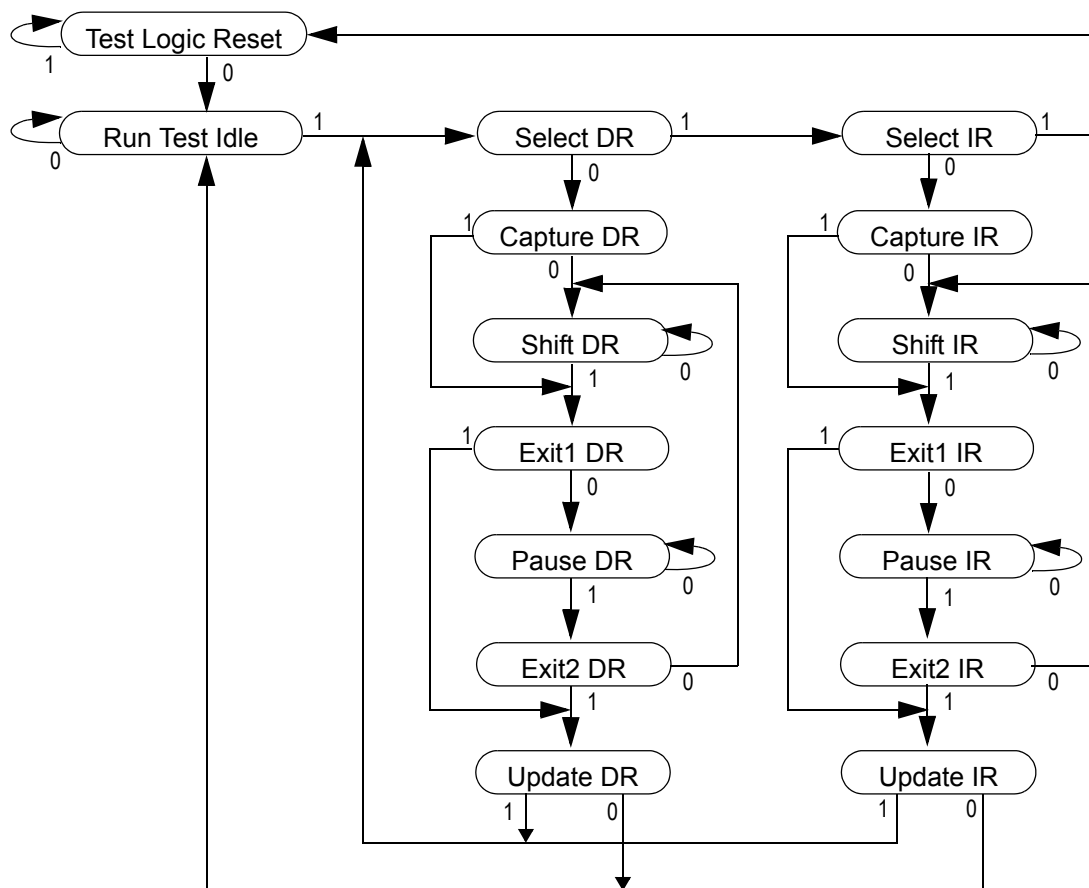 Test Logic Reset
1
0
Run Test Idle
1
Select DR
1
Select IR
1
0
0
0
1
Capture DR
1
Capture IR
0
0
Shift DR
Shift IR
0
0
1
1
1
Exit1 DR
1
Exit1 IR
0
0
Pause DR
Pause IR
0
0
1
1
Exit2 DR
Exit2 IR
0
0
1
1
Update DR
Update IR
1
0
1
0